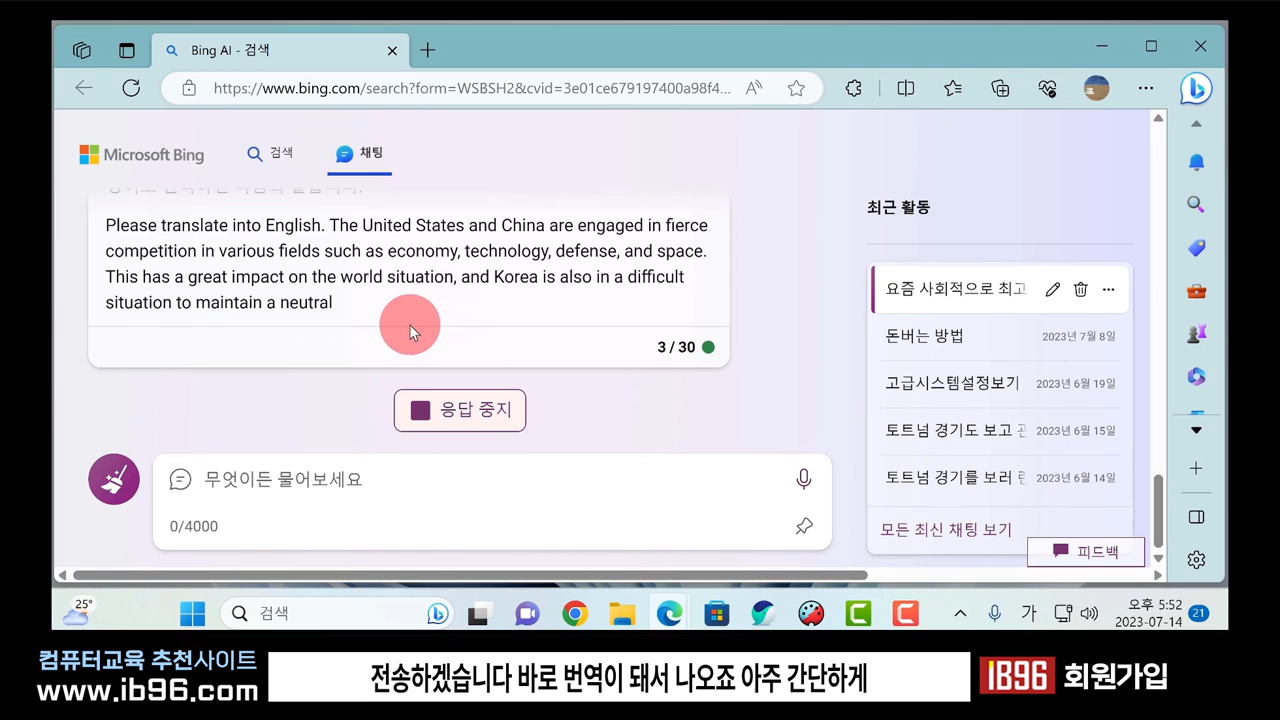 Bing AI - 검색
https://www.bing.com/search?form=WSBSH2&cvid=3e01ce679197400a98f4...
Microsoft Bing
검색
채팅
Please translate into English. The United States and China are engaged in fierce
competition in various fields such as economy, technology, defense, and space.
This has a great impact on the world situation, and Korea is also in a difficult
situation to maintain a neutral
3 / 30
응답 중지
무엇이든 물어보세요
0/4000
최근 활동
요즘 사회적으로 최고
돈버는 방법 2023년 7월 8일
고급시스템설정보기 2023년 6월 19일
토트넘 경기도 보고 2023년 6월 15일
토트넘 경기를 보러 2023년 6월 14일
모든 최신 채팅 보기
피드백
25°
검색
가
오후 5:52
2023-07-14
21
컴퓨터교육 추천사이트
www.ib96.com
전송하겠습니다 바로 번역이 돼서 나오죠 아주 간단하게
IB96 회원가입